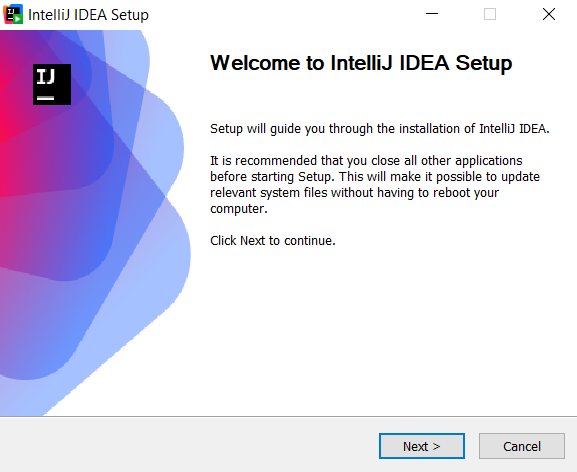 IntelliJ IDEA Setup
IJ
Welcome to IntelliJ IDEA Setup
Setup will guide you through the installation of IntelliJ IDEA.
It is recommended that you close all other applications
before starting Setup. This will make it possible to update
relevant system files without having to reboot your
computer.
Click Next to continue.
Next >
Cancel